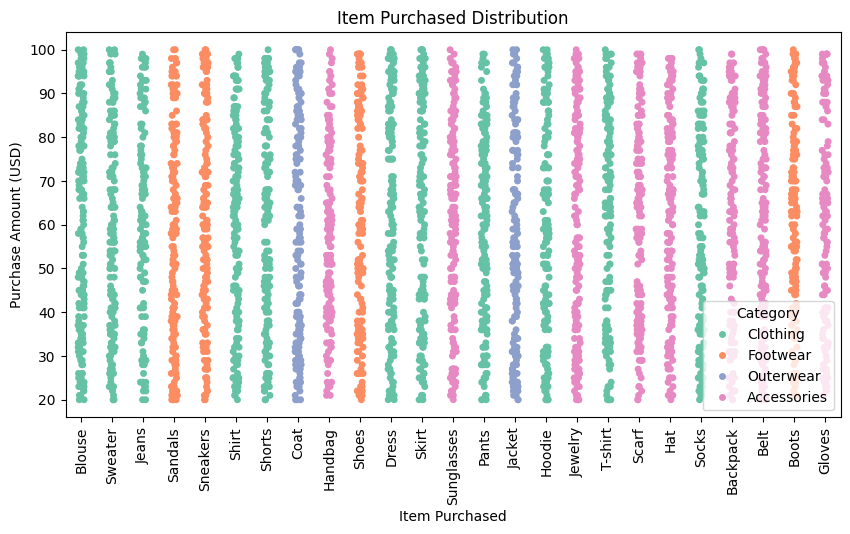 Item Purchased Distribution
Purchase Amount (USD)
100
90
80
70
60
50
40
30
20
Category
Clothing
Footwear
Outerwear
Accessories
Blouse
Sweater
Jeans
Sandals
Sneakers
Shirt
Shorts
Coat
Handbag
Shoes
Dress
Skirt
Sunglasses
Pants
Jacket
Hoodie
Jewelry
T-shirt
Scarf
Hat
Socks
Backpack
Belt
Boots
Gloves
Item Purchased